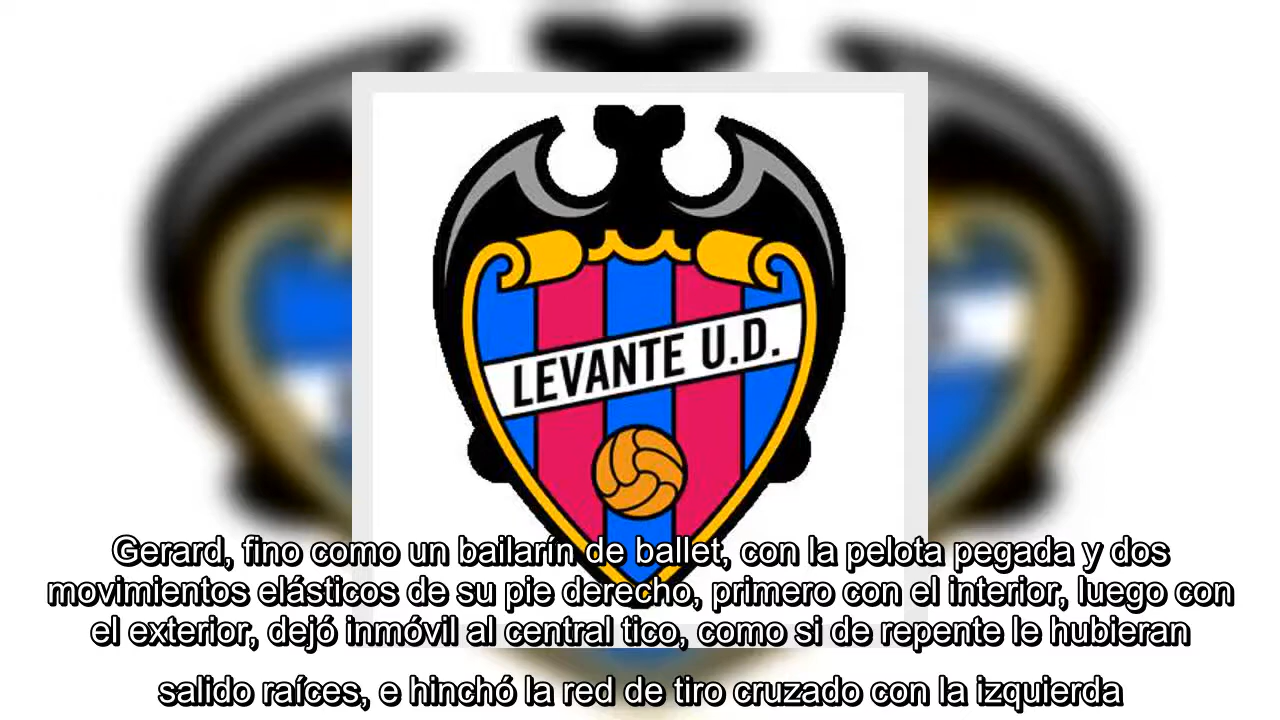 LEVANTE U.D.
Gerard, fino como un bailarín de ballet, con la pelota pegada y dos
movimientos elásticos de su pie derecho, primero con el interior, luego con
el exterior, dejó inmóvil al central tico, como si de repente le hubieran
salido raíces, e hinchó la red de tiro cruzado con la izquierda